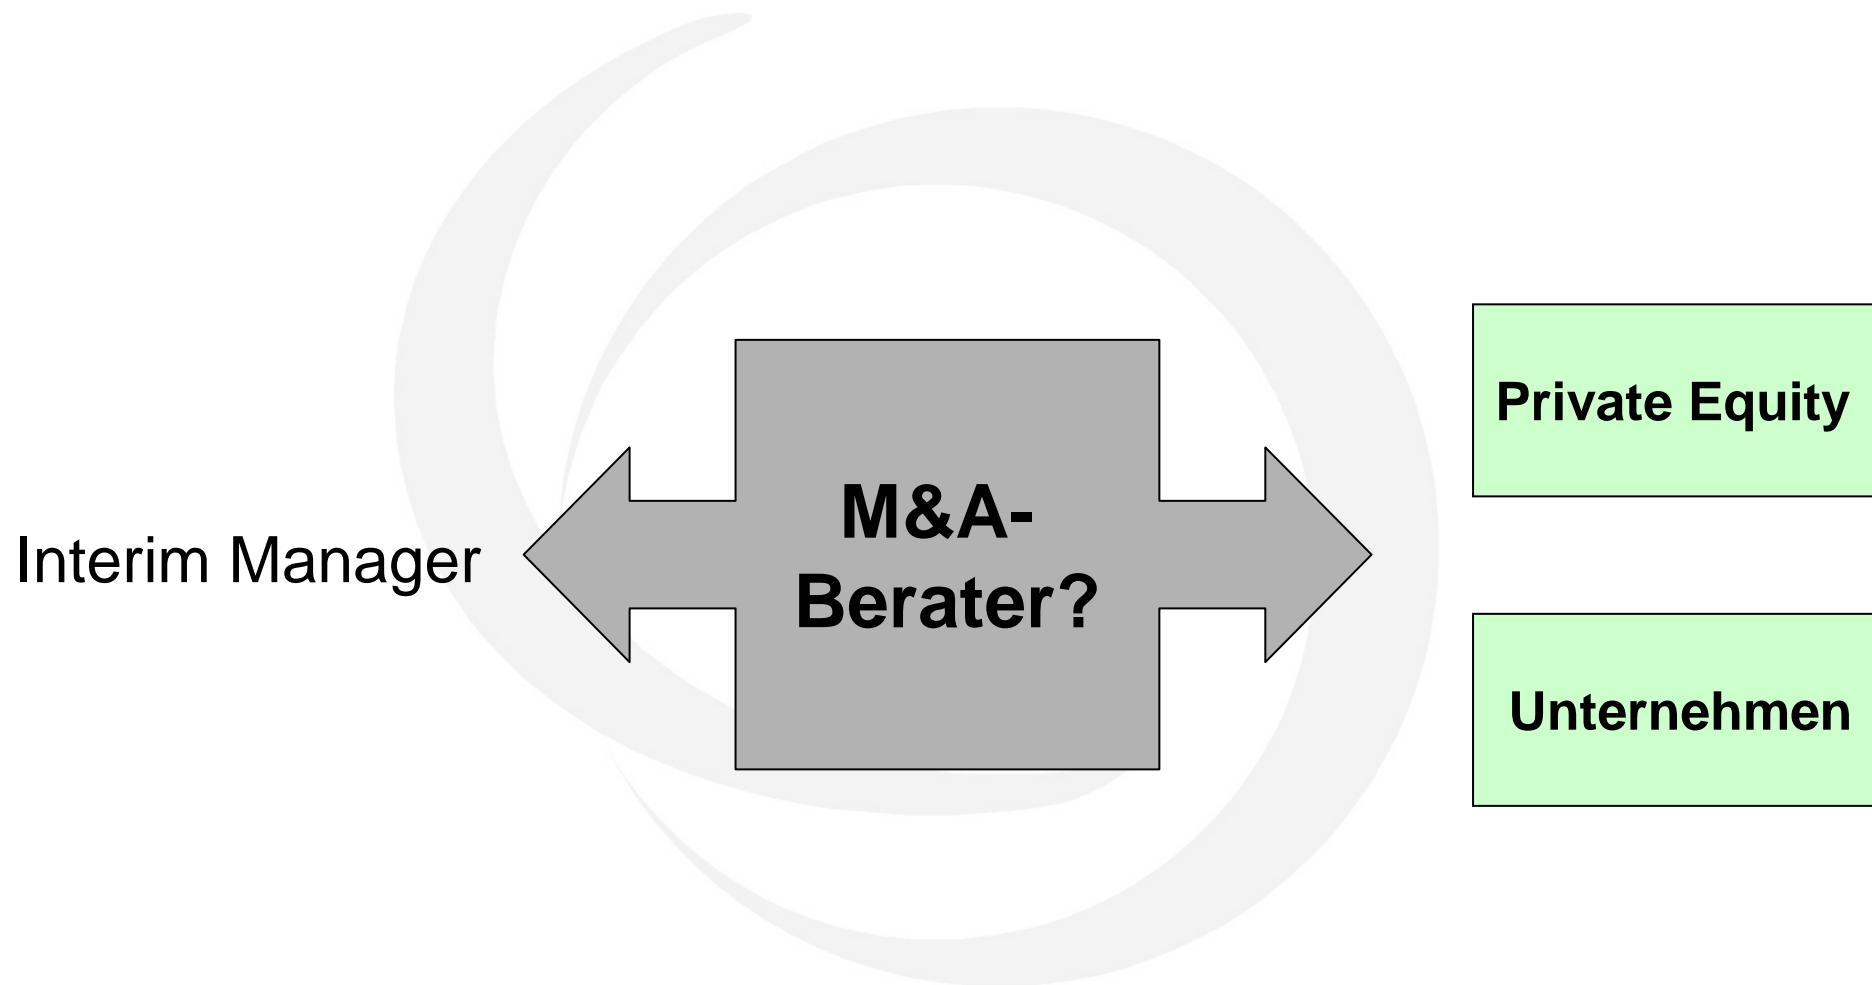 Interim Manager
M&A-
Berater?
Private Equity
Unternehmen